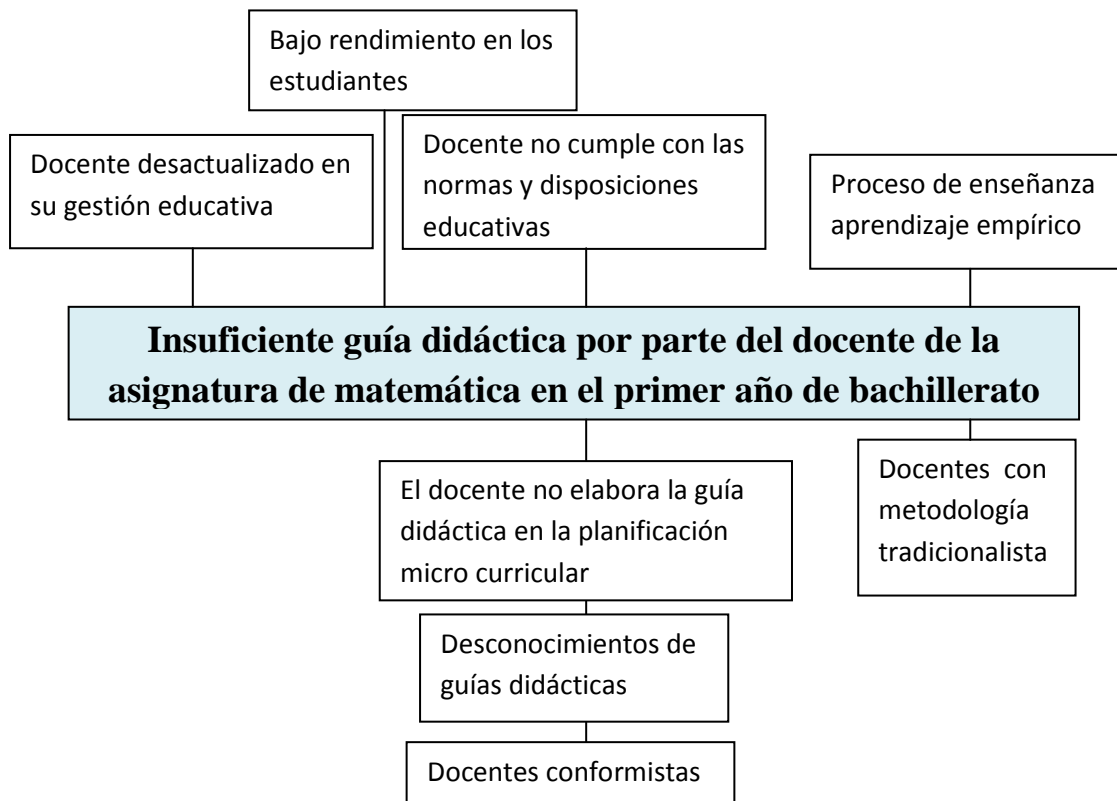 Bajo rendimiento en los
estudiantes
Docente desactualizado en
su gestión educativa
Docente no cumple con las
normas y disposiciones
educativas
Proceso de enseñanza
aprendizaje empírico
Insuficiente guía didáctica por parte del docente de la
asignatura de matemática en el primer año de bachillerato
El docente no elabora la guía
didáctica en la planificación
micro curricular
Docentes con
metodología
tradicionalista
Desconocimientos de
guías didácticas
Docentes conformistas